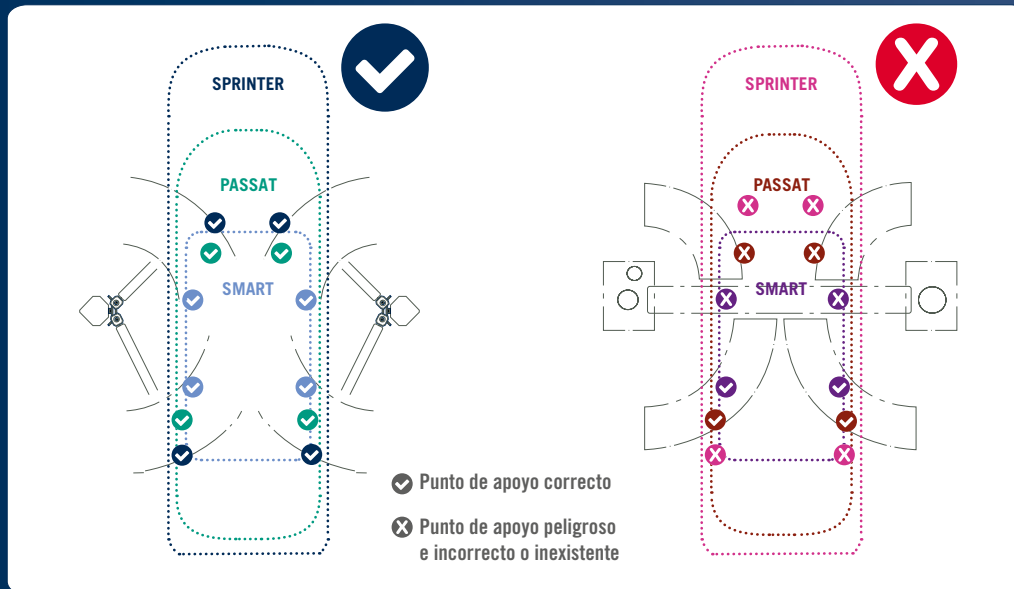 SPRINTER
PASSAT
SMART
SPRINTER
PASSAT
SMART
Punto de apoyo correcto
Punto de apoyo peligroso
e incorrecto o inexistente